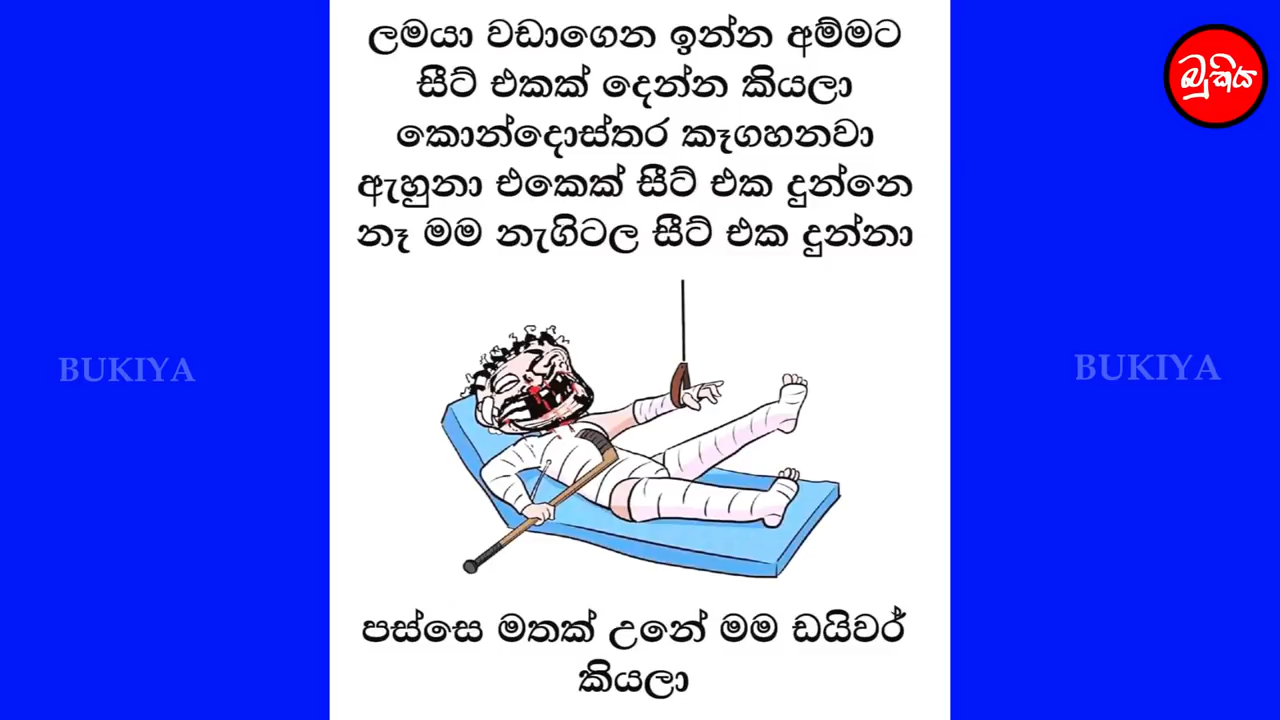 ලමයා වඩාගෙන ඉන්න අම්මට
සීට් එකක් දෙන්න කියලා
කොන්දොස්තර කෑගහනවා
ඇහුනා එකෙක් සීට් එක දුන්නෙ
නෑ මම නැගිටල සීට් එක දුන්නා
බුකිය
BUKIYA
BUKIYA
පස්සෙ මතක් උනේ මම ඩයිවර්
කියලා